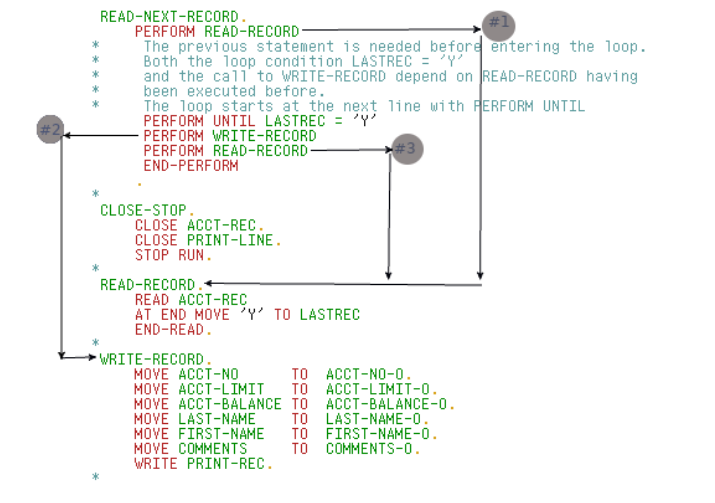 READ-NEXT-RECORD.
PERFORM READ-RECORD #1
* The previous statement is needed before entering the loop.
* Both the loop condition LASTREC = 'Y'
* and the call to WRITE-RECORD depend on READ-RECORD having
* been executed before.
* The loop starts at the next line with PERFORM UNTIL
PERFORM UNTIL LASTREC = 'Y'
#2 PERFORM WRITE-RECORD
PERFORM READ-RECORD #3
END-PERFORM
.
*
CLOSE-STOP.
CLOSE ACCT-REC.
CLOSE PRINT-LINE.
STOP RUN.
*
READ-RECORD.
READ ACCT-REC
AT END MOVE 'Y' TO LASTREC
END-READ.
*
WRITE-RECORD.
MOVE ACCT-NO TO ACCT-NO-O.
MOVE ACCT-LIMIT TO ACCT-LIMIT-O.
MOVE ACCT-BALANCE TO ACCT-BALANCE-O.
MOVE LAST-NAME TO LAST-NAME-O.
MOVE FIRST-NAME TO FIRST-NAME-O.
MOVE COMMENTS TO COMMENTS-O.
WRITE PRINT-REC.
*